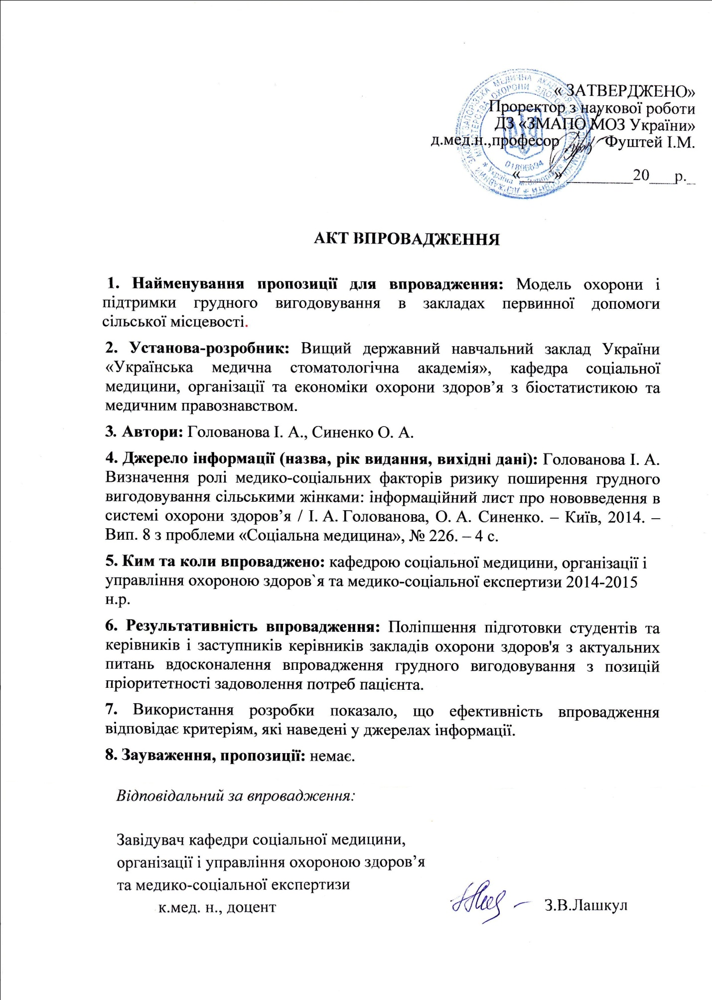 « ЗАТВЕРДЖЕНО»
Проректор з наукової роботи
ДЗ «ЗМАПО МОЗ України»
д.мед.н.,професор Фуштей І.М.
«____» ________20___р._
ЗАПОРІЗЬКА МЕДИЧНА АКАДЕМІЯ
МІНІСТЕРСТВА ОХОРОНИ ЗДОРОВ'Я
01896694
АКТ ВПРОВАДЖЕННЯ
1. Найменування пропозиції для впровадження: Модель охорони і
підтримки грудного вигодовування в закладах первинної допомоги
сільської місцевості.
2. Установа-розробник: Вищий державний навчальний заклад України
«Українська медична стоматологічна академія», кафедра соціальної
медицини, організації та економіки охорони здоров’я з біостатистикою та
медичним правознавством.
3. Автори: Голованова І. А., Синенко О. А.
4. Джерело інформації (назва, рік видання, вихідні дані): Голованова І. А.
Визначення ролі медико-соціальних факторів ризику поширення грудного
вигодовування сільськими жінками: інформаційний лист про нововведення в
системі охорони здоров’я / І. А. Голованова, О. А. Синенко. – Київ, 2014. –
Вип. 8 з проблеми «Соціальна медицина», № 226. – 4 с.
5. Ким та коли впроваджено: кафедрою соціальної медицини, організації і
управління охороною здоров`я та медико-соціальної експертизи 2014-2015
н.р.
6. Результативність впровадження: Поліпшення підготовки студентів та
керівників і заступників керівників закладів охорони здоров'я з актуальних
питань вдосконалення впровадження грудного вигодовування з позицій
пріоритетності задоволення потреб пацієнта.
7. Використання розробки показало, що ефективність впровадження
відповідає критеріям, які наведені у джерелах інформації.
8. Зауваження, пропозиції: немає.
Відповідальний за впровадження:
Завідувач кафедри соціальної медицини,
організації і управління охороною здоров’я
та медико-соціальної експертизи
к.мед. н., доцент З.В.Лашкул